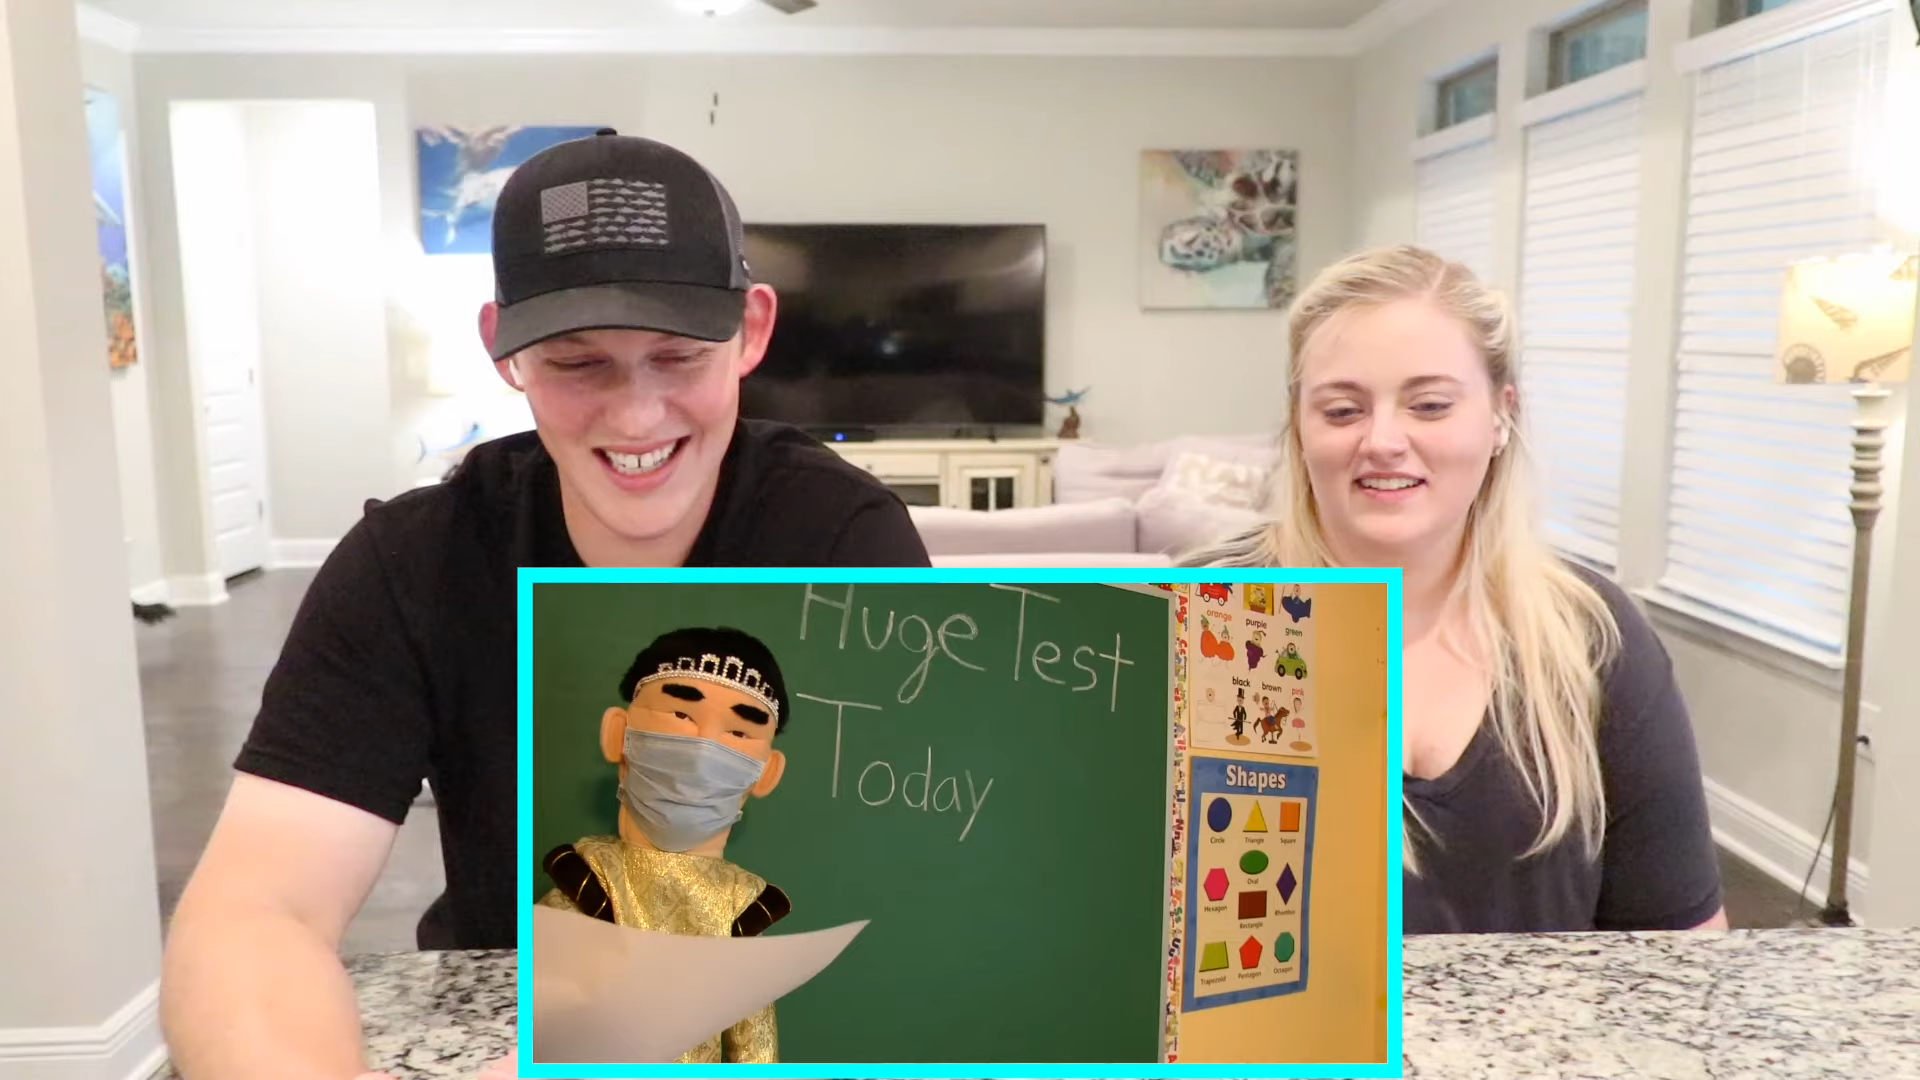 Huge Test
Today
orange
purple
green
black
brown
pink
Shapes
Circle
Triangle
Square
Oval
Hexagon
Rectangle
Rhombus
Trapezoid
Pentagon
Octagon